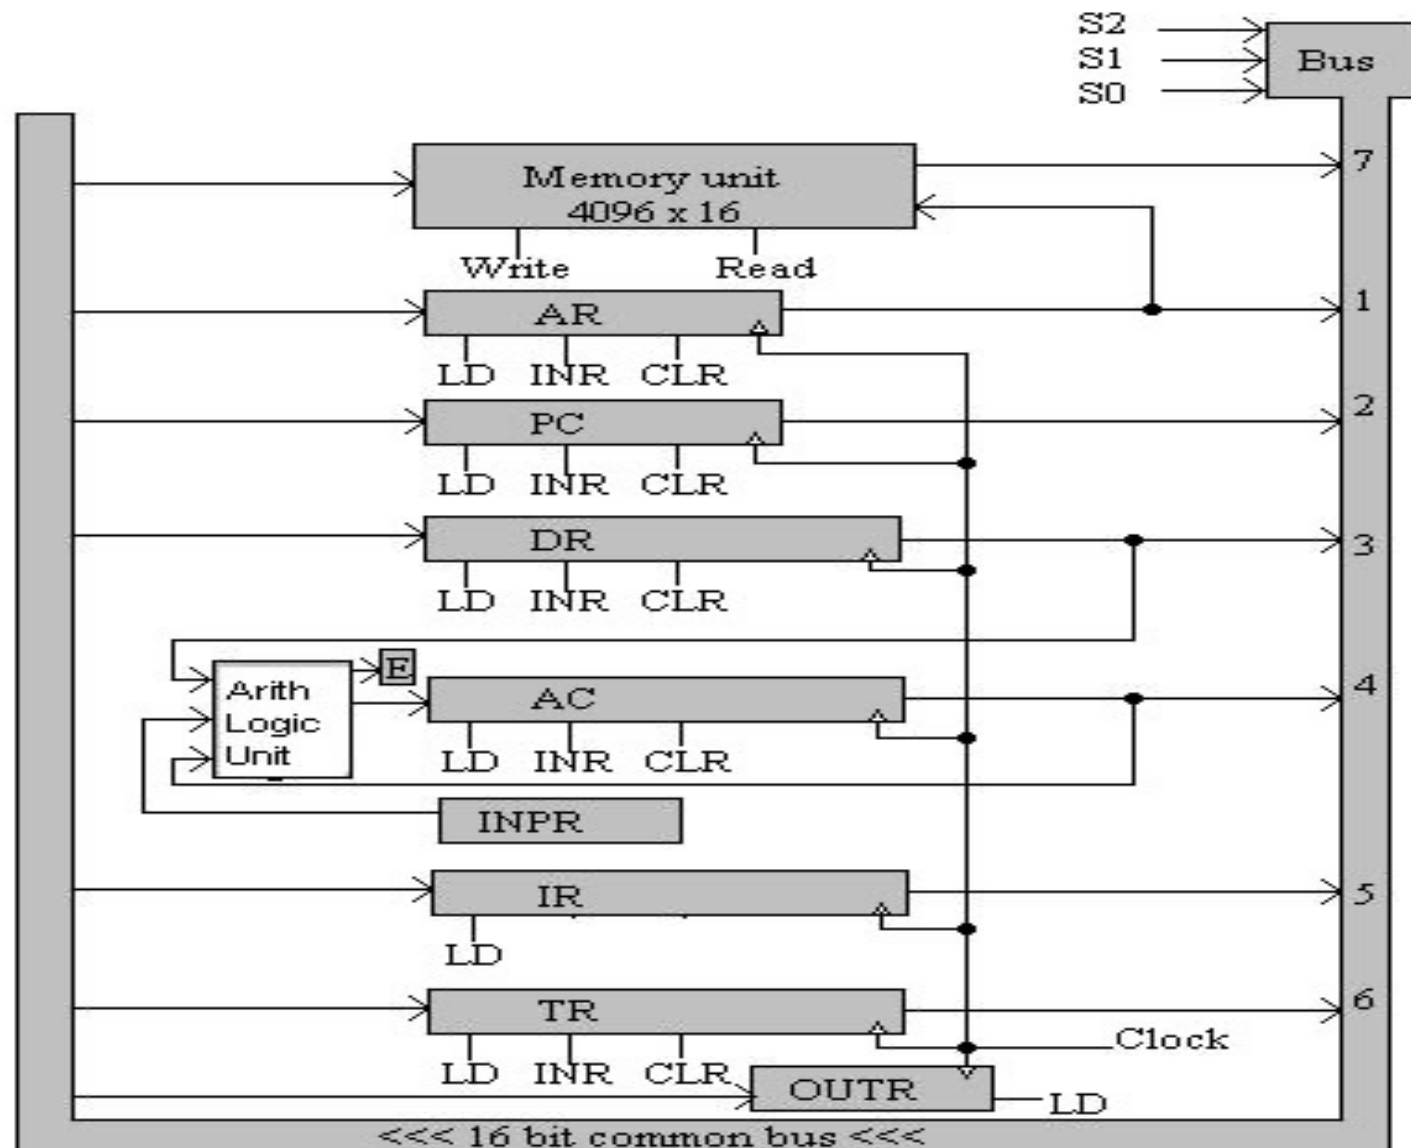 S2
S1
S0
Bus
Memory unit
4096 x 16
7
Write Read
AR
1
LD INR CLR
PC
2
LD INR CLR
DR
3
LD INR CLR
E
Arith
Logic
Unit
AC
4
LD INR CLR
INPR
IR
5
LD
TR
6
Clock
LD INR CLR
OUTR
LD
<<< 16 bit common bus <<<